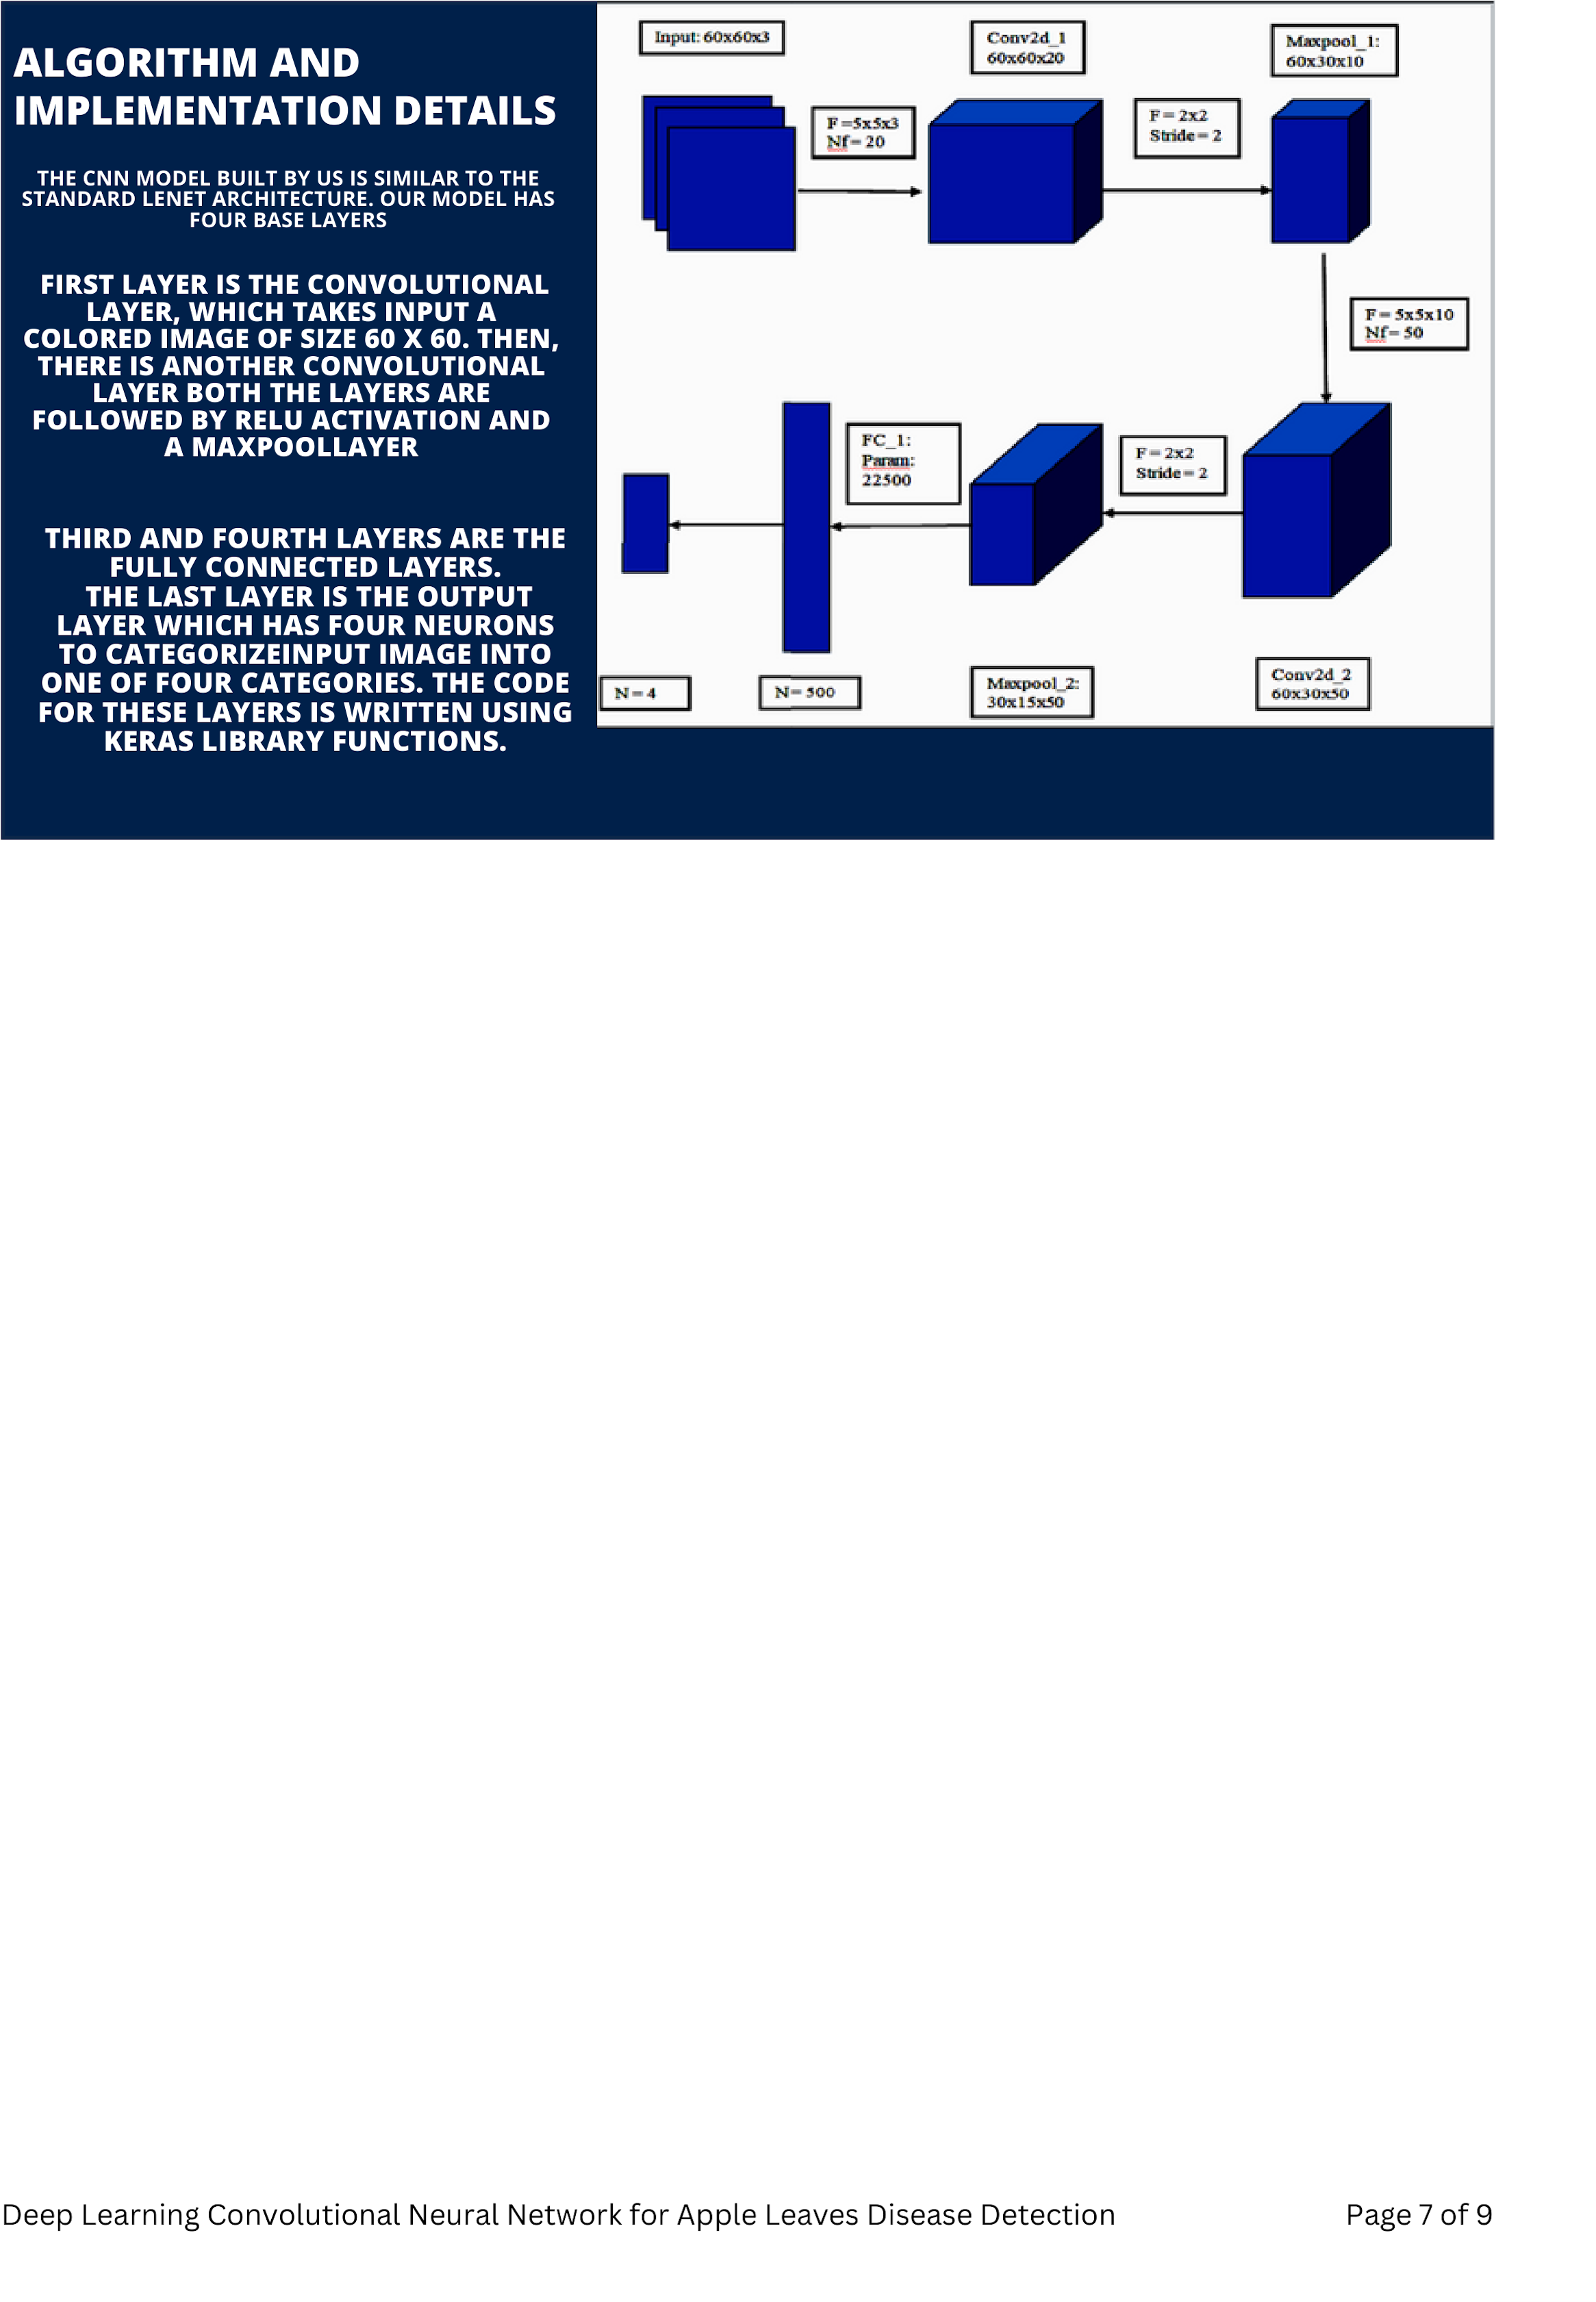 ALGORITHM AND
IMPLEMENTATION DETAILS
THE CNN MODEL BUILT BY US IS SIMILAR TO THE
STANDARD LENET ARCHITECTURE. OUR MODEL HAS
FOUR BASE LAYERS
FIRST LAYER IS THE CONVOLUTIONAL
LAYER, WHICH TAKES INPUT A
COLORED IMAGE OF SIZE 60 X 60. THEN,
THERE IS ANOTHER CONVOLUTIONAL
LAYER BOTH THE LAYERS ARE
FOLLOWED BY RELU ACTIVATION AND
A MAXPOOLLAYER
THIRD AND FOURTH LAYERS ARE THE
FULLY CONNECTED LAYERS.
THE LAST LAYER IS THE OUTPUT
LAYER WHICH HAS FOUR NEURONS
TO CATEGORIZEINPUT IMAGE INTO
ONE OF FOUR CATEGORIES. THE CODE
FOR THESE LAYERS IS WRITTEN USING
KERAS LIBRARY FUNCTIONS.
Input: 60x60x3
F =5x5x3
Nf= 20
Conv2d_1
60x60x20
F = 2x2
Stride = 2
Maxpool_1:
60x30x10
F = 5x5x10
Nf= 50
Conv2d_2
60x30x50
F = 2x2
Stride = 2
Maxpool_2:
30x15x50
FC_1:
Param:
22500
N= 500
N = 4
Deep Learning Convolutional Neural Network for Apple Leaves Disease Detection
Page 7 of 9